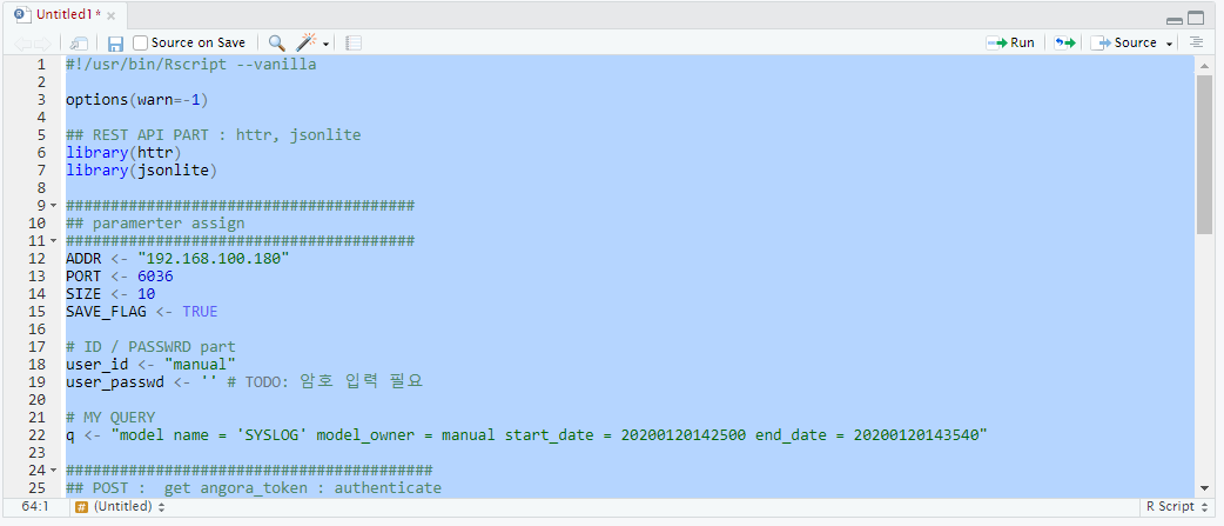 Untitled1*
Source on Save Run Source
1 #!/usr/bin/Rscript --vanilla
2
3 options(warn=-1)
4
5 ## REST API PART : httr, jsonlite
6 library(httr)
7 library(jsonlite)
8
9 #######################################
10 ## paramerter assign
11 #######################################
12 ADDR <- "192.168.100.180"
13 PORT <- 6036
14 SIZE <- 10
15 SAVE_FLAG <- TRUE
16
17 # ID / PASSWRD part
18 user_id <- "manual"
19 user_passwd <- '' # TODO: 암호 입력 필요
20
21 # MY QUERY
22 q <- "model name = 'SYSLOG' model_owner = manual start_date = 20200120142500 end_date = 20200120143540"
23
24 #########################################
25 ## POST :  get angora_token : authenticate
64:1 # (Untitled) R Script